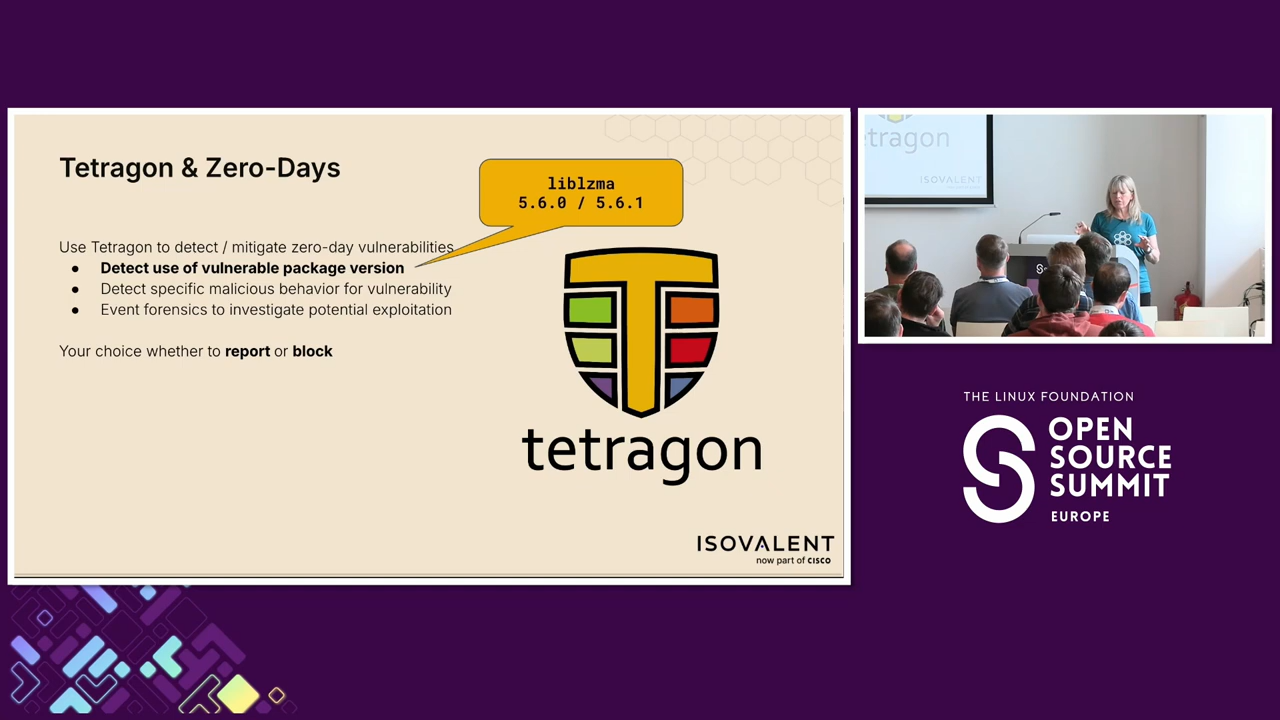 Tetragon & Zero-Days
liblzma
5.6.0 / 5.6.1
Use Tetragon to detect / mitigate zero-day vulnerabilities
● Detect use of vulnerable package version
● Detect specific malicious behavior for vulnerability
● Event forensics to investigate potential exploitation
Your choice whether to report or block
tetragon
ISOVALENT
now part of CISCO
etragon
ISOVALENT
THE LINUX FOUNDATION
OPEN
SOURCE
SUMMIT
EUROPE